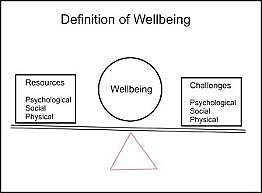 Definition of Wellbeing
Resources
Psychological
Social
Physical
Wellbeing
Challenges
Psychological
Social
Physical